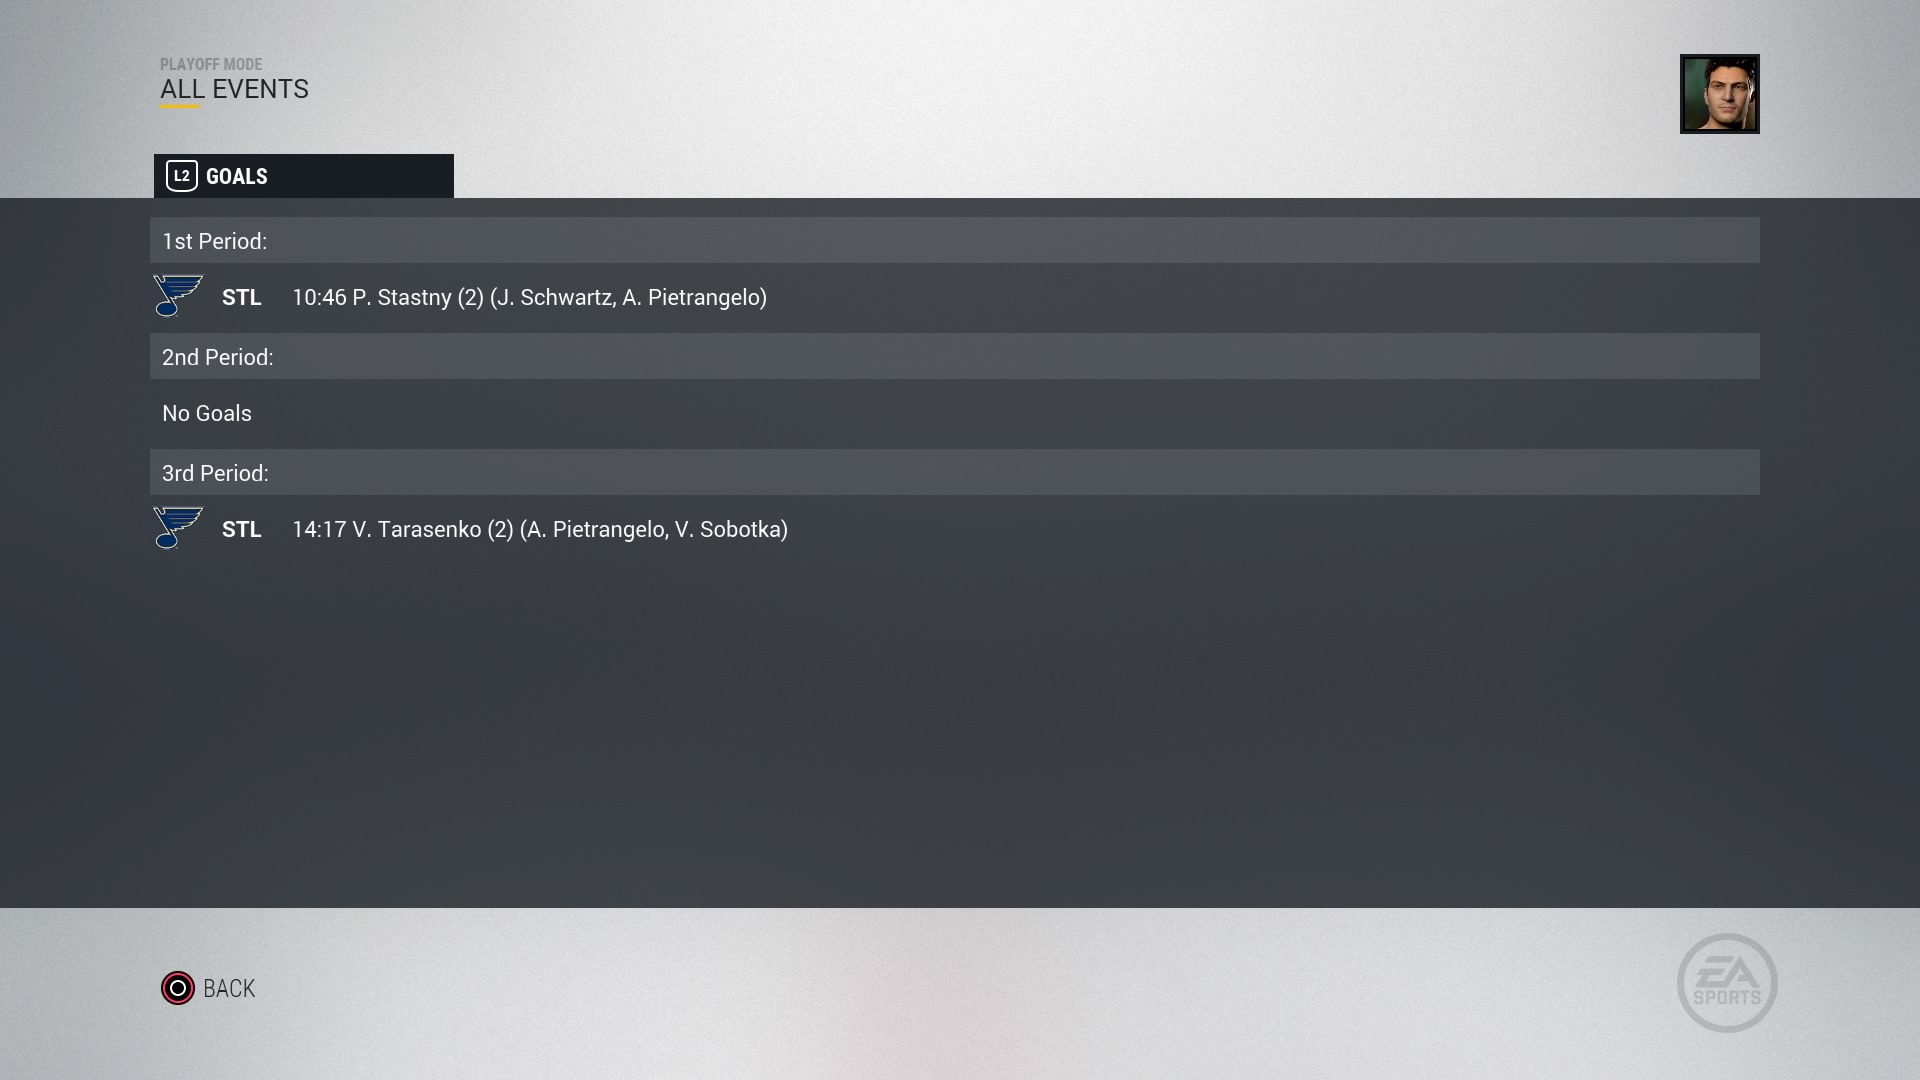 PLAYOFF MODE
ALL EVENTS
L2 GOALS
1st Period:
STL 10:46 P. Stastny (2) (J. Schwartz, A. Pietrangelo)
2nd Period:
No Goals
3rd Period:
STL 14:17 V. Tarasenko (2) (A. Pietrangelo, V. Sobotka)
BACK
EA
SPORTS